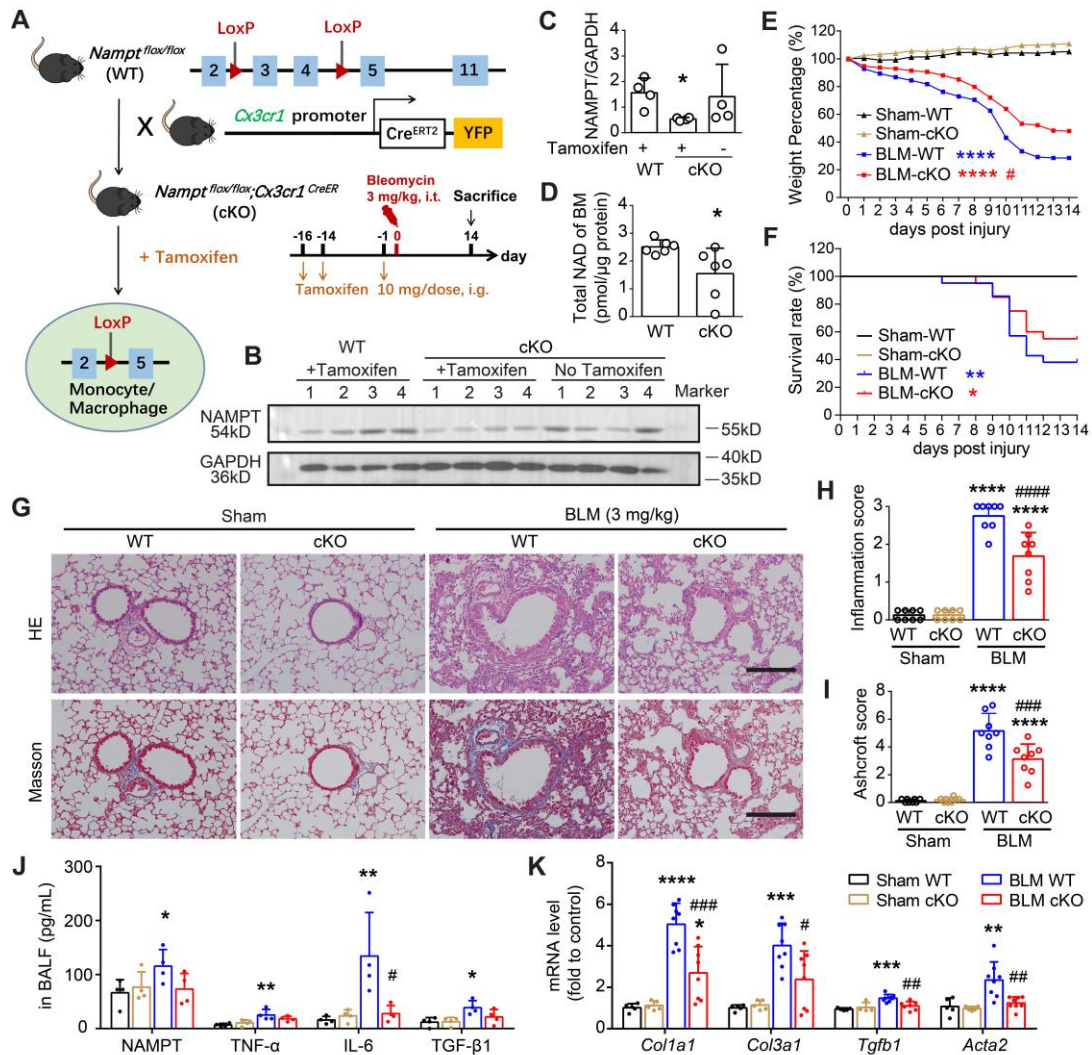 A
Nampt flox/flox
(WT)
LoxP
LoxP
2
3
4
5
11
X
Cx3cr1 promoter
Cre ERT2
YFP
Nampt flox/flox;Cx3cr1 CreER
(cKO)
+ Tamoxifen
Bleomycin
3 mg/kg, i.t.
Sacrifice
-16
-14
-1
0
14
day
Tamoxifen
10 mg/dose, i.g.
LoxP
2
5
Monocyte/
Macrophage
B
WT
cKO
+Tamoxifen
+Tamoxifen
No Tamoxifen
1 2 3 4 1 2 3 4 1 2 3 4 Marker
NAMPT
54kD
55kD
GAPDH
36kD
40kD
35kD
C
NAMPT/GAPDH
4
3
2
1
0
*
Tamoxifen + + -
WT cKO
D
Total NAD of BM
(pmol/μg protein)
4
3
2
1
0
*
WT cKO
E
Weight Percentage (%)
120
100
80
60
40
20
0
Sham-WT
Sham-cKO
BLM-WT ****
BLM-cKO **** #
0 1 2 3 4 5 6 7 8 9 10 11 12 13 14
days post injury
F
Survival rate (%)
120
100
80
60
40
20
0
Sham-WT
Sham-cKO
BLM-WT **
BLM-cKO *
0 1 2 3 4 5 6 7 8 9 10 11 12 13 14
days post injury
G
Sham
BLM (3 mg/kg)
WT
cKO
WT
cKO
HE
Masson
H
Inflammation score
3
2
1
0
****
####
****
WT cKO WT cKO
Sham BLM
I
Ashcroft score
8
6
4
2
0
****
###
****
WT cKO WT cKO
Sham BLM
J
in BALF (pg/mL)
300
200
100
0
*
**
**
#
*
NAMPT TNF-α IL-6 TGF-β1
K
mRNA level
(fold to control)
8
6
4
2
0
****
###
*
***
#
***
##
**
##
Sham WT
Sham cKO
BLM WT
BLM cKO
Col1a1 Col3a1 Tgfb1 Acta2